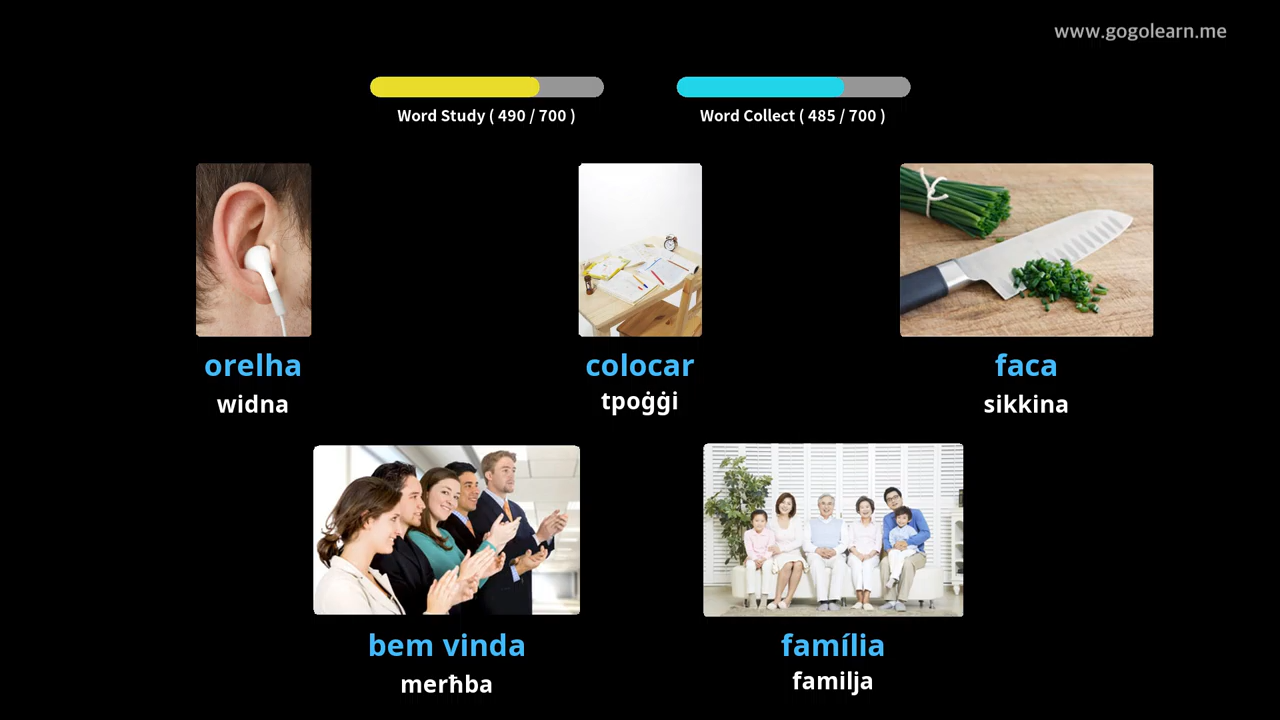 www.gogolearn.me
Word Study ( 490 / 700 )
Word Collect ( 485 / 700 )
orelha
widna
colocar
tpoġġi
faca
sikkina
bem vinda
merħba
família
familja